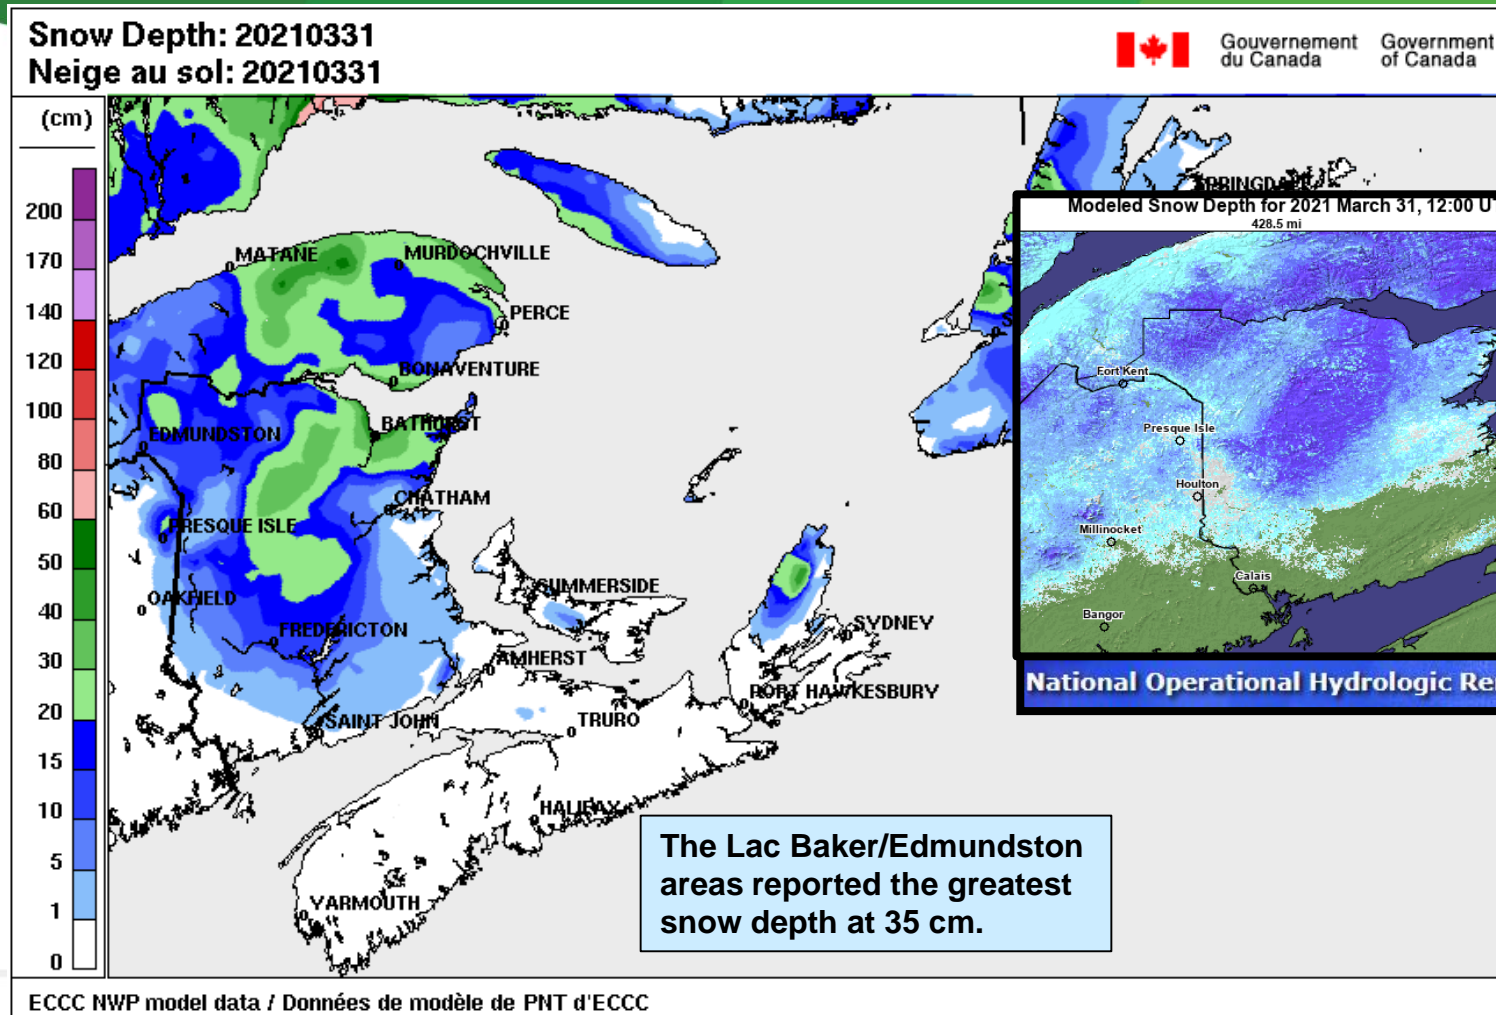 Snow Depth: 20210331
Neige au sol: 20210331
Gouvernement du Canada
Government of Canada
(cm)
200
170
140
120
100
80
60
50
40
30
20
15
10
5
1
0
MATANE
MURDOCHVILLE
PERCE
BONAVENTURE
BATHURST
EDMUNDSTON
CHATHAM
PRESQUE ISLE
OAKFIELD
FREDERICTON
SUMMERSIDE
AMHERST
SYDNEY
PORT HAWKESBURY
SAINT JOHN
TRURO
HALIFAX
YARMOUTH
Modeled Snow Depth for 2021 March 31, 12:00 U
428.5 mi
Fort Kent
Presque Isle
Houlton
Millinocket
Calais
Bangor
National Operational Hydrologic Re
The Lac Baker/Edmundston
areas reported the greatest
snow depth at 35 cm.
ECCC NWP model data / Données de modèle de PNT d'ECCC